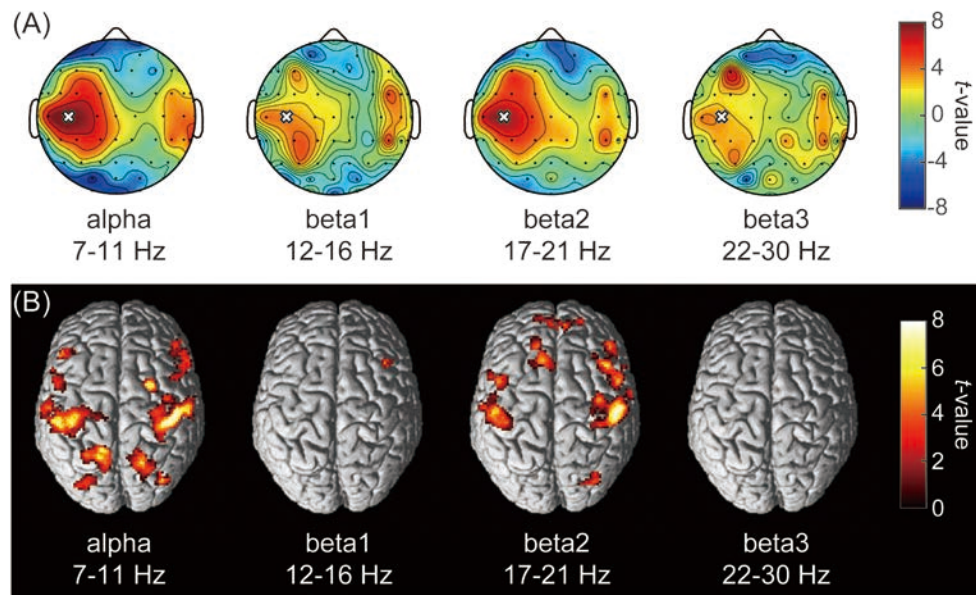 (A)
alpha
7-11 Hz
beta1
12-16 Hz
beta2
17-21 Hz
beta3
22-30 Hz
8
4
0
-4
-8
t-value
(B)
alpha
7-11 Hz
beta1
12-16 Hz
beta2
17-21 Hz
beta3
22-30 Hz
8
6
4
2
0
t-value